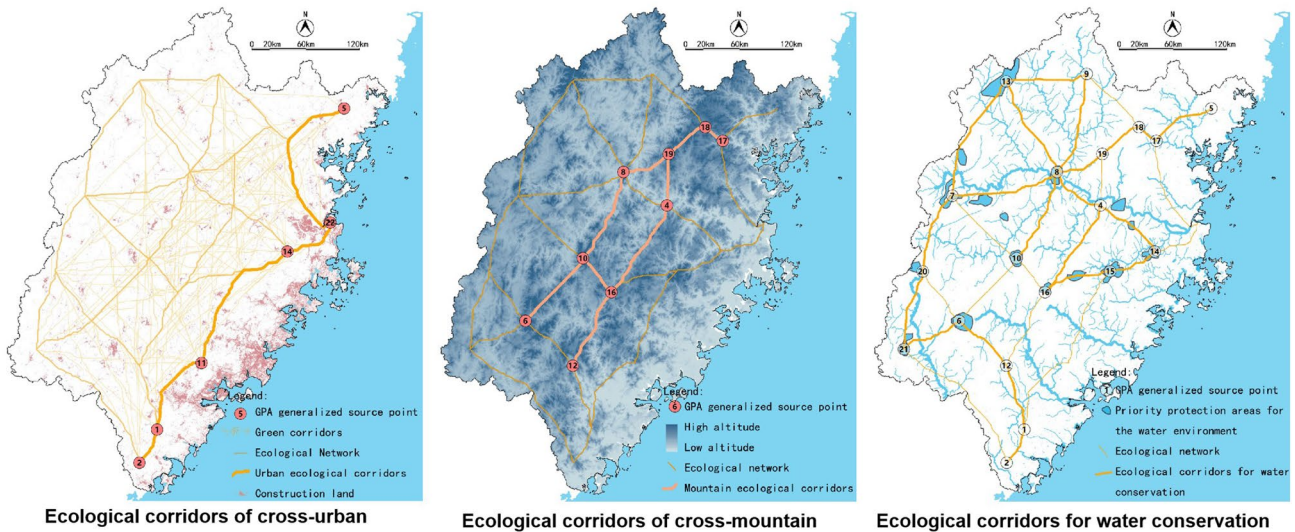 N
0 20km 60km 120km
5
22
14
11
1
2
Legend:
5 GPA generalized source point
Green corridors
Ecological Network
Urban ecological corridors
Construction land
Ecological corridors of cross-urban
N
0 20km 60km 120km
18
17
19
8
4
10
16
6
12
Legend:
6 GPA generalized source point
High altitude
Low altitude
Ecological network
Mountain ecological corridors
Ecological corridors of cross-mountain
N
0 20km 60km 120km
9
13
5
18
17
19
8
7
4
14
10
15
20
16
6
21
12
1
2
Legend:
1 GPA generalized source point
Priority protection areas for
the water environment
Ecological network
Ecological corridors for water
conservation
Ecological corridors for water conservation